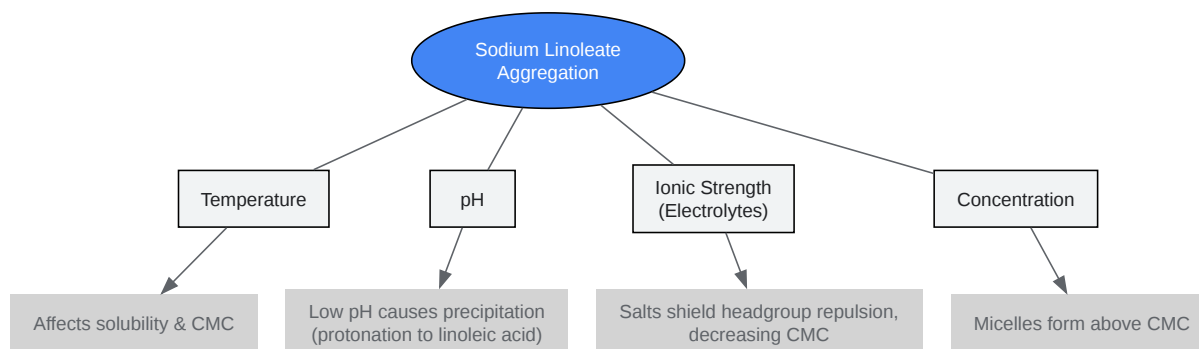 Sodium Linoleate
Aggregation
Temperature
pH
Ionic Strength
(Electrolytes)
Concentration
Affects solubility & CMC
Low pH causes precipitation
(protonation to linoleic acid)
Salts shield headgroup repulsion,
decreasing CMC
Micelles form above CMC